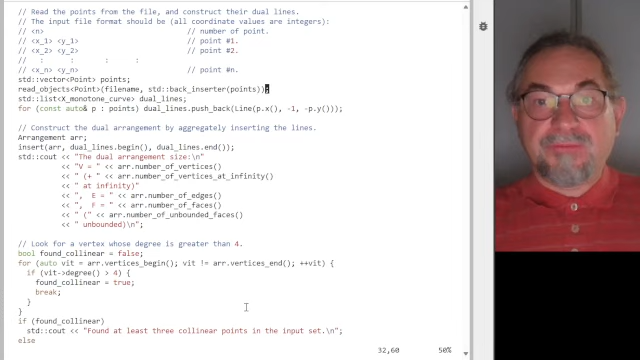 // Read the points from the file, and construct their dual lines.
// The input file format should be (all coordinate values are integers):
// <n> // number of point.
// <x_1> <y_1> // point #1.
// <x_2> <y_2> // point #2.
// : : : :
// <x_n> <y_n> // point #n.
std::vector<Point> points;
read_objects<Point>(filename, std::back_inserter(points));
std::list<X_monotone_curve> dual_lines;
for (const auto& p : points) dual_lines.push_back(Line(p.x(), -1, -p.y()));
// Construct the dual arrangement by aggregately inserting the lines.
Arrangement arr;
insert(arr, dual_lines.begin(), dual_lines.end());
std::cout << "The dual arrangement size:\n"
<< "V = " << arr.number_of_vertices()
<< " (+ " << arr.number_of_vertices_at_infinity()
<< " at infinity)"
<< ", E = " << arr.number_of_edges()
<< ", F = " << arr.number_of_faces()
<< " (" << arr.number_of_unbounded_faces()
<< " unbounded)\n";
// Look for a vertex whose degree is greater than 4.
bool found_collinear = false;
for (auto vit = arr.vertices_begin(); vit != arr.vertices_end(); ++vit) {
if (vit->degree() > 4) {
found_collinear = true;
break;
}
}
if (found_collinear)
std::cout << "Found at least three collinear points in the input set.\n";
else
32,60 50%